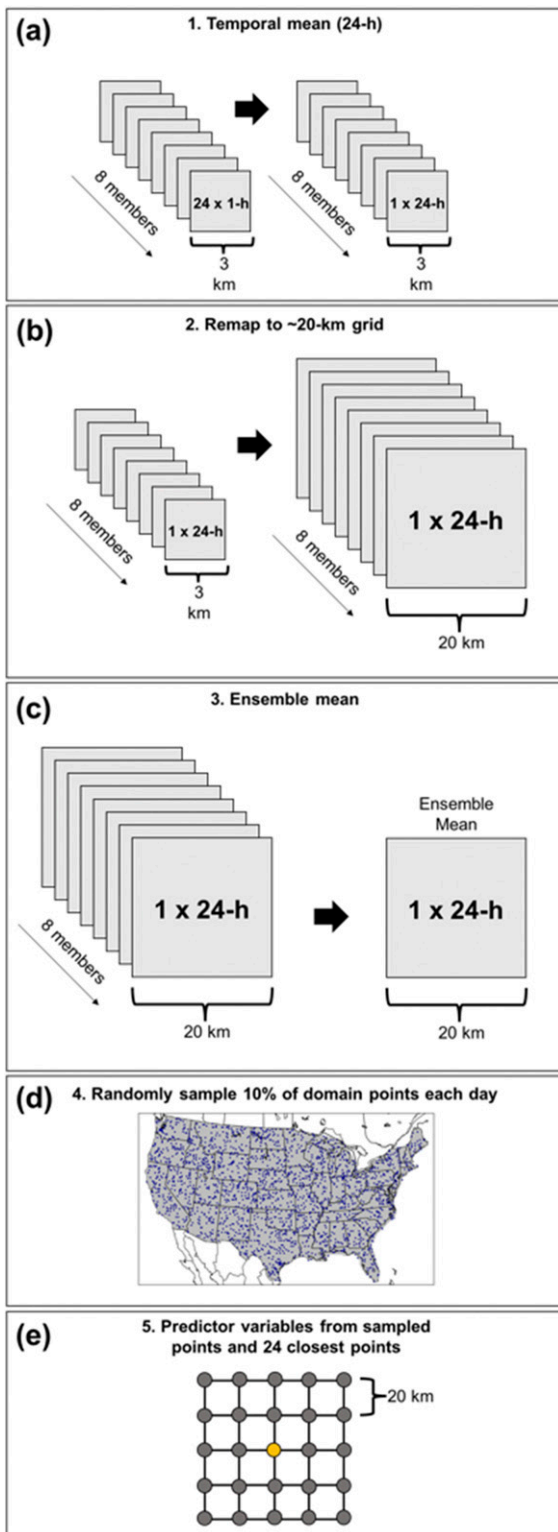 (a)
1. Temporal mean (24-h)
8 members
24 x 1-h
3
km
8 members
1 x 24-h
3
km
(b)
2. Remap to ~20-km grid
8 members
1 x 24-h
3
km
8 members
1 x 24-h
20 km
(c)
3. Ensemble mean
8 members
1 x 24-h
20 km
Ensemble
Mean
1 x 24-h
20 km
(d)
4. Randomly sample 10% of domain points each day
(e)
5. Predictor variables from sampled
points and 24 closest points
20 km